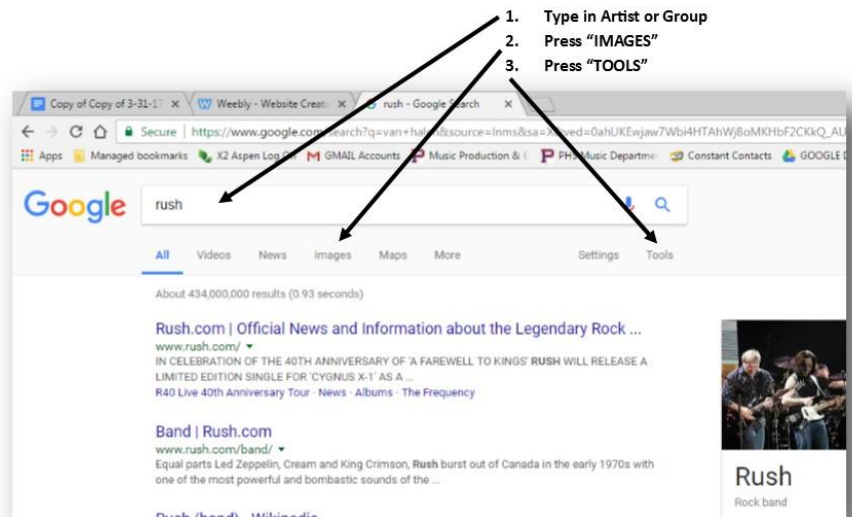 1. Type in Artist or Group
2. Press “IMAGES”
3. Press “TOOLS”
Copy of Copy of 3-31-17 Weebly - Website Creati rush - Google Search
Secure | https://www.google.com/search?q=van+halen&source=lnms&sa=X&ved=0ahUKEwjaw7Wbi4HTAhWj8oMKHbF2CKkQ_AU
Apps Managed bookmarks X2 Aspen Log On GMAIL Accounts Music Production & PHS Music Departme Constant Contacts GOOGLE
Google rush
All Videos News Images Maps More Settings Tools
About 434,000,000 results (0.93 seconds)
Rush.com | Official News and Information about the Legendary Rock ...
www.rush.com/
IN CELEBRATION OF THE 40TH ANNIVERSARY OF 'A FAREWELL TO KINGS' RUSH WILL RELEASE A
LIMITED EDITION SINGLE FOR 'CYGNUS X-1' AS A ...
R40 Live 40th Anniversary Tour · News · Albums · The Frequency
Band | Rush.com
www.rush.com/band/
Equal parts Led Zeppelin, Cream and King Crimson, Rush burst out of Canada in the early 1970s with
one of the most powerful and bombastic sounds of the ...
Rush (band) - Wikipedia
Rush
Rock band